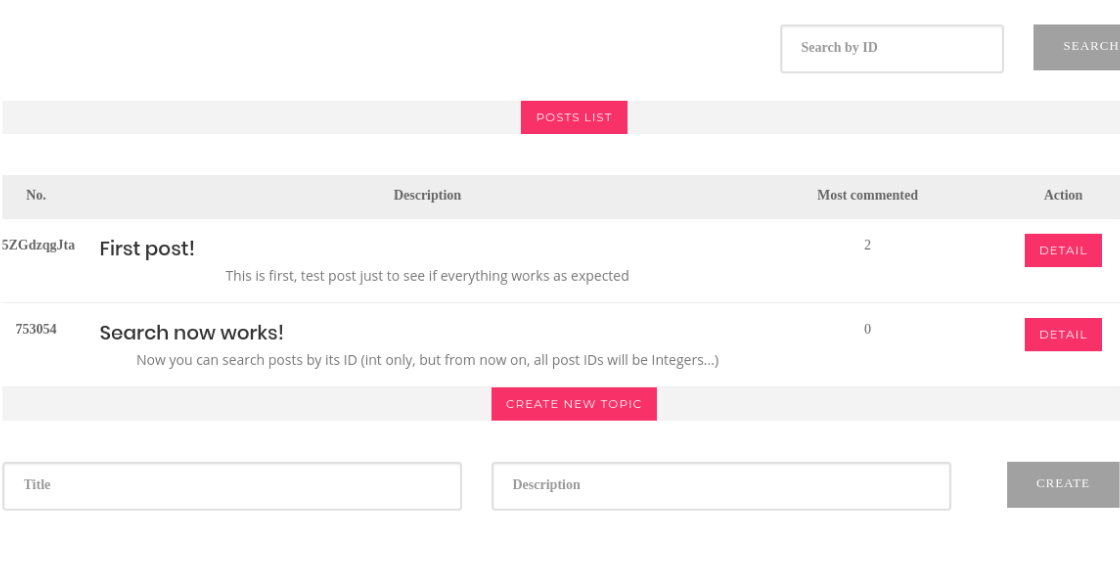 Search by ID
SEARCH
POSTS LIST
No. Description Most commented Action
5ZGdzqgJta First post! 2 DETAIL
This is first, test post just to see if everything works as expected
753054 Search now works! 0 DETAIL
Now you can search posts by its ID (int only, but from now on, all post IDs will be Integers...)
CREATE NEW TOPIC
Title Description CREATE